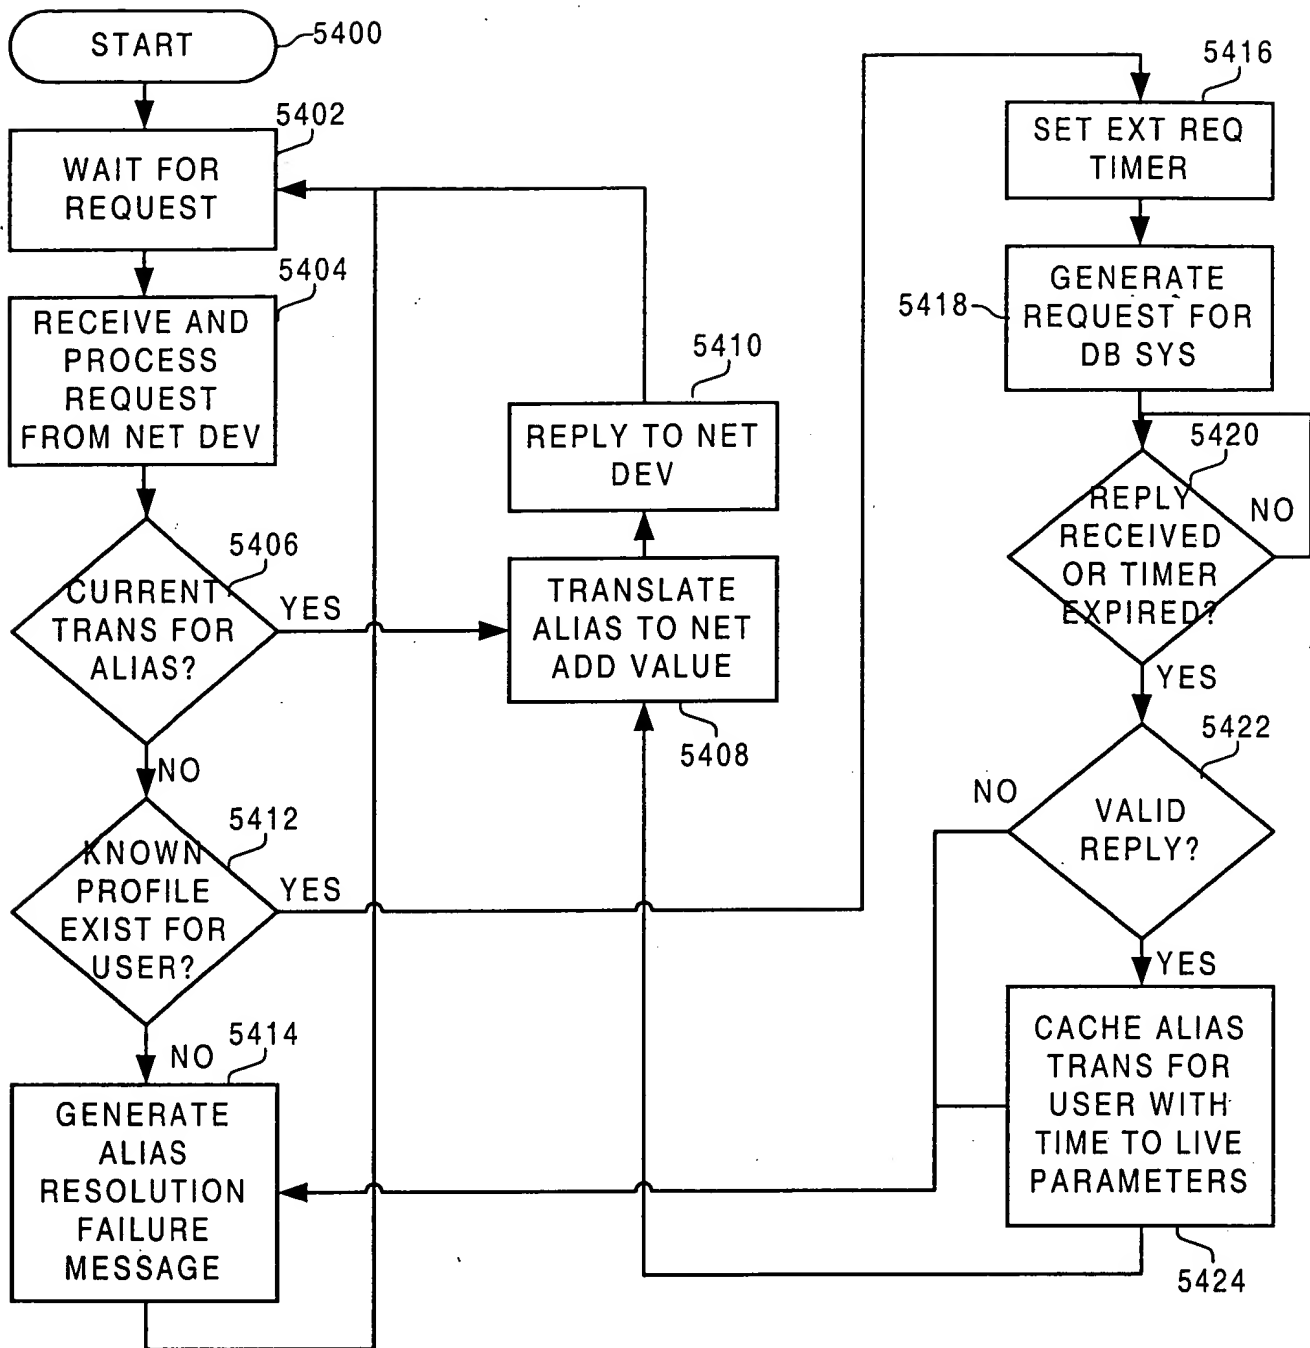 START
5400
5402
WAIT FOR
REQUEST
5404
RECEIVE AND
PROCESS
REQUEST
FROM NET DEV
5406
CURRENT
TRANS FOR
ALIAS?
YES
NO
5412
KNOWN
PROFILE
EXIST FOR
USER?
YES
NO
5414
GENERATE
ALIAS
RESOLUTION
FAILURE
MESSAGE
5410
REPLY TO NET
DEV
TRANSLATE
ALIAS TO NET
ADD VALUE
5408
5416
SET EXT REQ
TIMER
5418
GENERATE
REQUEST FOR
DB SYS
5420
REPLY
RECEIVED
OR TIMER
EXPIRED?
NO
YES
5422
NO
VALID
REPLY?
YES
CACHE ALIAS
TRANS FOR
USER WITH
TIME TO LIVE
PARAMETERS
5424